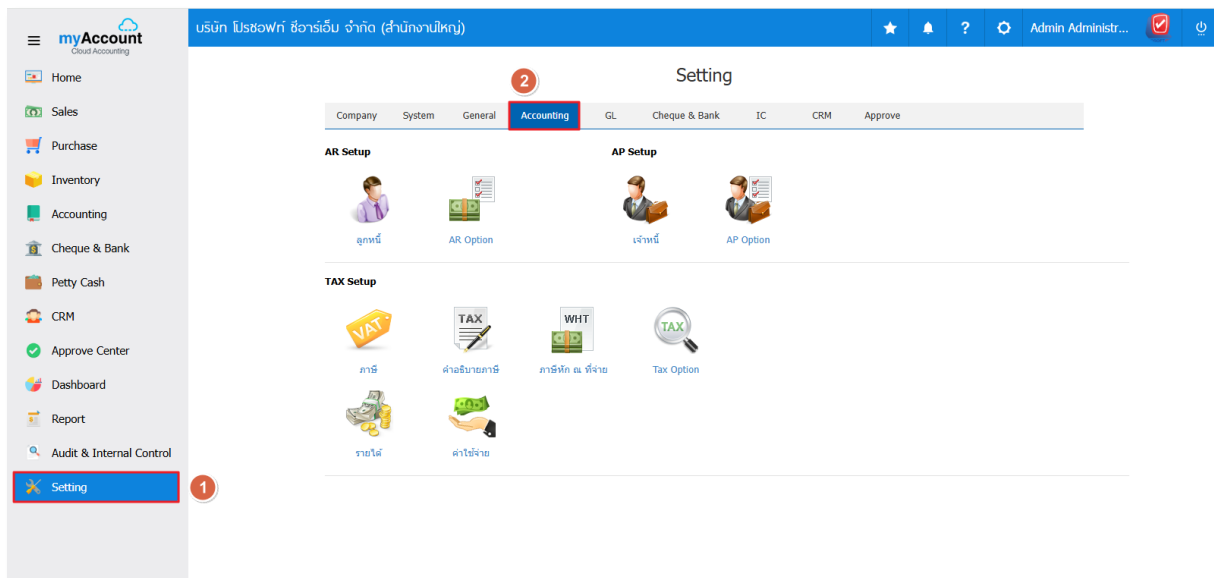 myAccount
Cloud Accounting
บริษัท โปรซอฟท์ ซีอาร์เอ็ม จำกัด (สำนักงานใหญ่)
?
Admin Administr...
Home
Sales
Purchase
Inventory
Accounting
Cheque & Bank
Petty Cash
CRM
Approve Center
Dashboard
Report
Audit & Internal Control
Setting
1
Setting
2
Company System General Accounting GL Cheque & Bank IC CRM Approve
AR Setup AP Setup
ลูกหนี้ AR Option เจ้าหนี้ AP Option
TAX Setup
VAT TAX WHT TAX
ภาษี คำอธิบายภาษี ภาษีหัก ณ ที่จ่าย Tax Option
รายได้ ค่าใช้จ่าย